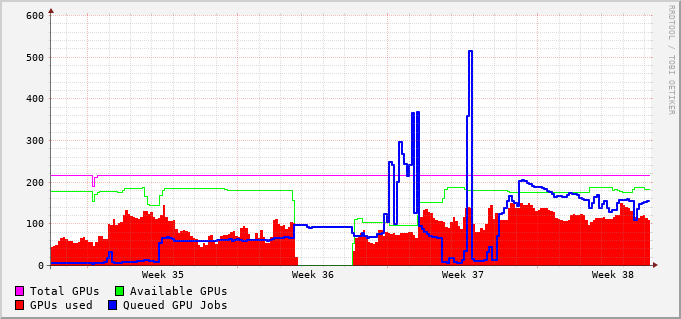 600
500
400
300
200
100
0
Week 35 Week 36 Week 37 Week 38
Total GPUs Available GPUs
GPUs used Queued GPU Jobs
RRDTOOL / TOBI OETIKER